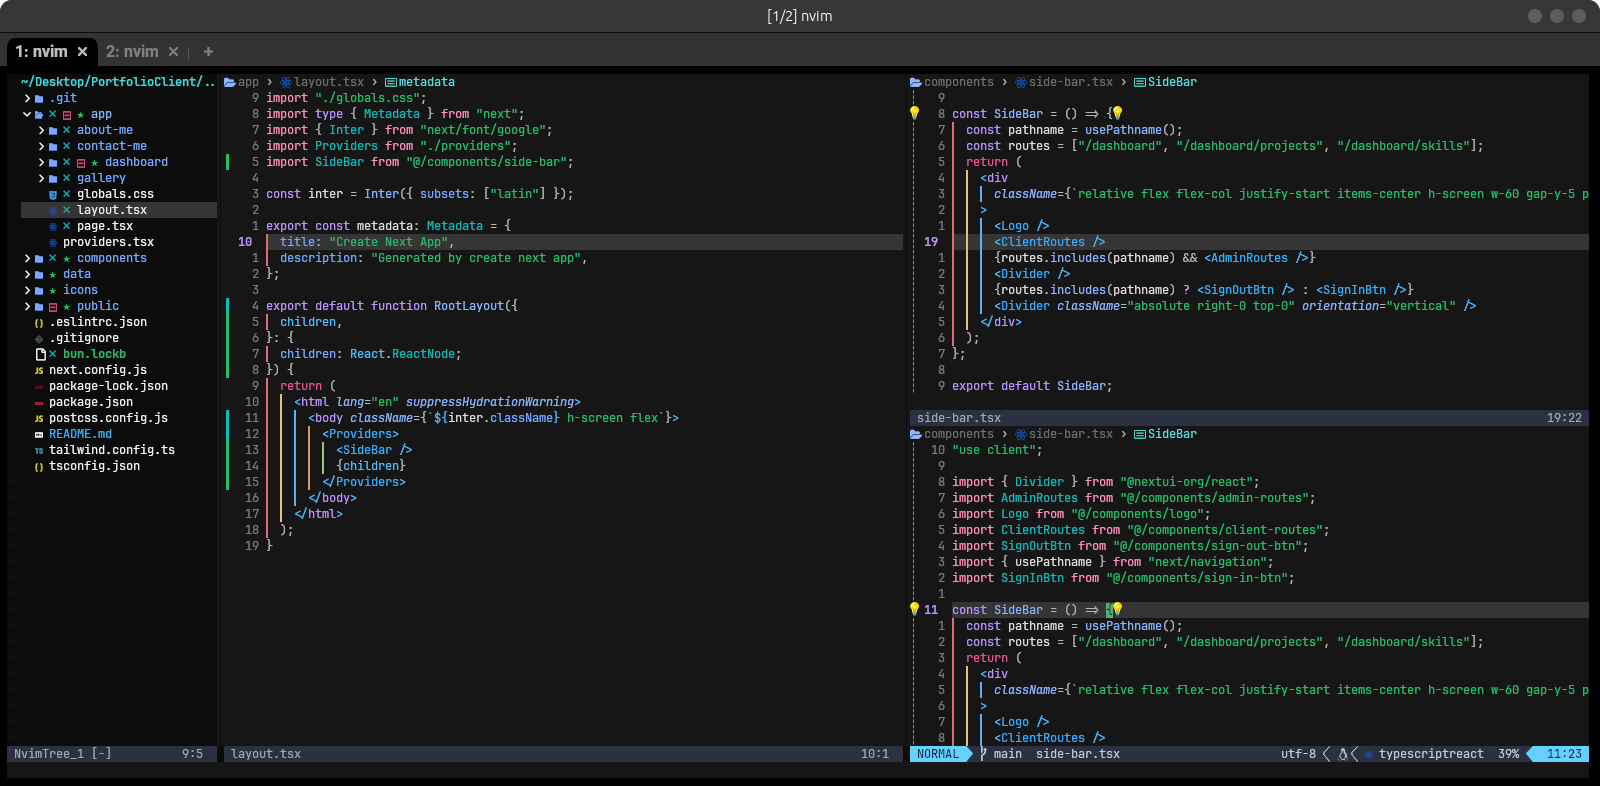 [1/2] nvim
1: nvim ✕ 2: nvim ✕ | +
~/Desktop/PortfolioClient/..
.git
app
about-me
contact-me
dashboard
gallery
globals.css
layout.tsx
page.tsx
providers.tsx
components
data
icons
public
.eslintrc.json
.gitignore
bun.lockb
next.config.js
package-lock.json
package.json
postcss.config.js
README.md
tailwind.config.ts
tsconfig.json
NvimTree_1 [-] 9:5
app › layout.tsx › metadata
9 import "./globals.css";
8 import type { Metadata } from "next";
7 import { Inter } from "next/font/google";
6 import Providers from "./providers";
5 import SideBar from "@/components/side-bar";
4
3 const inter = Inter({ subsets: ["latin"] });
2
1 export const metadata: Metadata = {
10 title: "Create Next App",
1 description: "Generated by create next app",
2 };
3
4 export default function RootLayout({
5 children,
6 }: {
7 children: React.ReactNode;
8 }) {
9 return (
10 <html lang="en" suppressHydrationWarning>
11 <body className={`${inter.className} h-screen flex`}>
12 <Providers>
13 <SideBar />
14 {children}
15 </Providers>
16 </body>
17 </html>
18 );
19 }
layout.tsx 10:1
components › side-bar.tsx › SideBar
9
8 const SideBar = () => {
7 const pathname = usePathname();
6 const routes = ["/dashboard", "/dashboard/projects", "/dashboard/skills"];
5 return (
4 <div
3 className={`relative flex flex-col justify-start items-center h-screen w-60 gap-y-5 p
2 >
1 <Logo />
19 <ClientRoutes />
1 {routes.includes(pathname) && <AdminRoutes />}
2 <Divider />
3 {routes.includes(pathname) ? <SignOutBtn /> : <SignInBtn />}
4 <Divider className="absolute right-0 top-0" orientation="vertical" />
5 </div>
6 );
7 };
8
9 export default SideBar;
side-bar.tsx 19:22
components › side-bar.tsx › SideBar
10 "use client";
9
8 import { Divider } from "@nextui-org/react";
7 import AdminRoutes from "@/components/admin-routes";
6 import Logo from "@/components/logo";
5 import ClientRoutes from "@/components/client-routes";
4 import SignOutBtn from "@/components/sign-out-btn";
3 import { usePathname } from "next/navigation";
2 import SignInBtn from "@/components/sign-in-btn";
1
11 const SideBar = () => {
1 const pathname = usePathname();
2 const routes = ["/dashboard", "/dashboard/projects", "/dashboard/skills"];
3 return (
4 <div
5 className={`relative flex flex-col justify-start items-center h-screen w-60 gap-y-5 p
6 >
7 <Logo />
8 <ClientRoutes />
NORMAL main side-bar.tsx utf-8 typescriptreact 39% 11:23